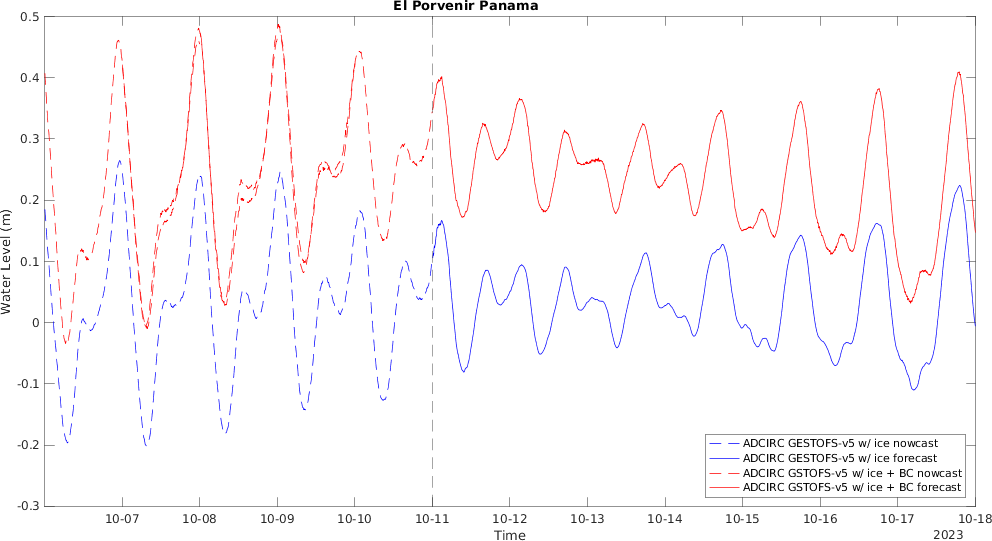 El Porvenir Panama
Water Level (m)
0.5
0.4
0.3
0.2
0.1
0
-0.1
-0.2
-0.3
ADCIRC GESTOFS-v5 w/ ice nowcast
ADCIRC GESTOFS-v5 w/ ice forecast
ADCIRC GSTOFS-v5 w/ ice + BC nowcast
ADCIRC GSTOFS-v5 w/ ice + BC forecast
10-07 10-08 10-09 10-10 10-11 10-12 10-13 10-14 10-15 10-16 10-17 10-18
Time
2023